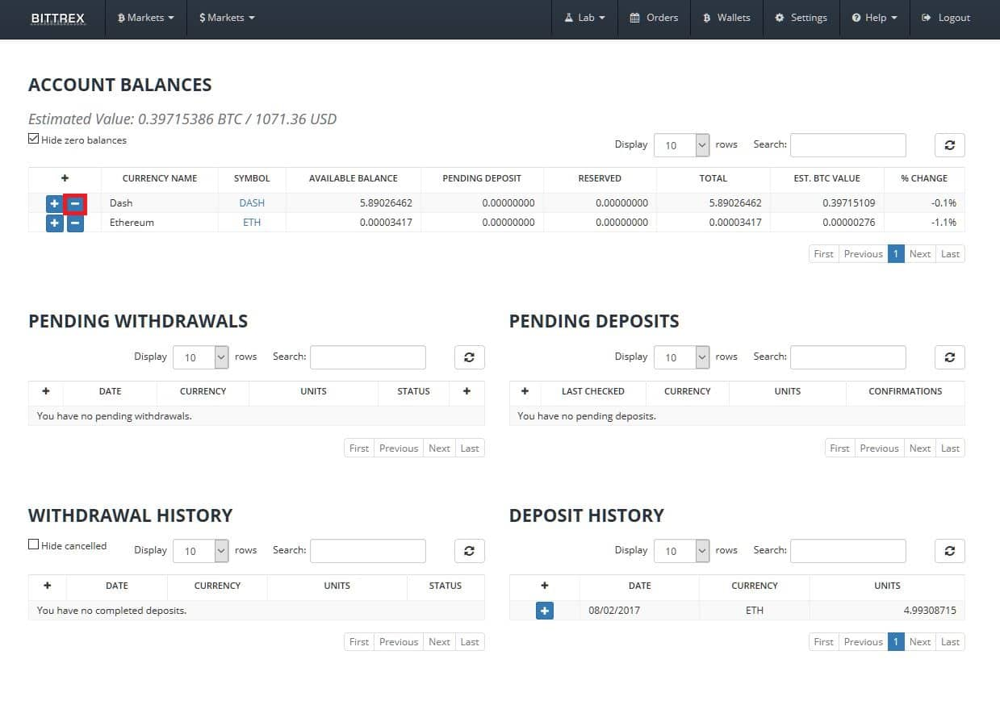 BITTREX Markets $ Markets Lab Orders Wallets Settings Help Logout
ACCOUNT BALANCES
Estimated Value: 0.39715386 BTC / 1071.36 USD
Hide zero balances
Display 10 rows Search:
+ CURRENCY NAME SYMBOL AVAILABLE BALANCE PENDING DEPOSIT RESERVED TOTAL EST. BTC VALUE % CHANGE
+ - Dash DASH 5.89026462 0.00000000 0.00000000 5.89026462 0.39715109 -0.1%
+ - Ethereum ETH 0.00003417 0.00000000 0.00000000 0.00003417 0.00000276 -1.1%
First Previous 1 Next Last
PENDING WITHDRAWALS
Display 10 rows Search:
+ DATE CURRENCY UNITS STATUS +
You have no pending withdrawals.
First Previous Next Last
PENDING DEPOSITS
Display 10 rows Search:
+ LAST CHECKED CURRENCY UNITS CONFIRMATIONS
You have no pending deposits.
First Previous Next Last
WITHDRAWAL HISTORY
Hide cancelled Display 10 rows Search:
+ DATE CURRENCY UNITS STATUS
You have no completed deposits.
First Previous Next Last
DEPOSIT HISTORY
Display 10 rows Search:
+ DATE CURRENCY UNITS
+ 08/02/2017 ETH 4.99308715
First Previous 1 Next Last